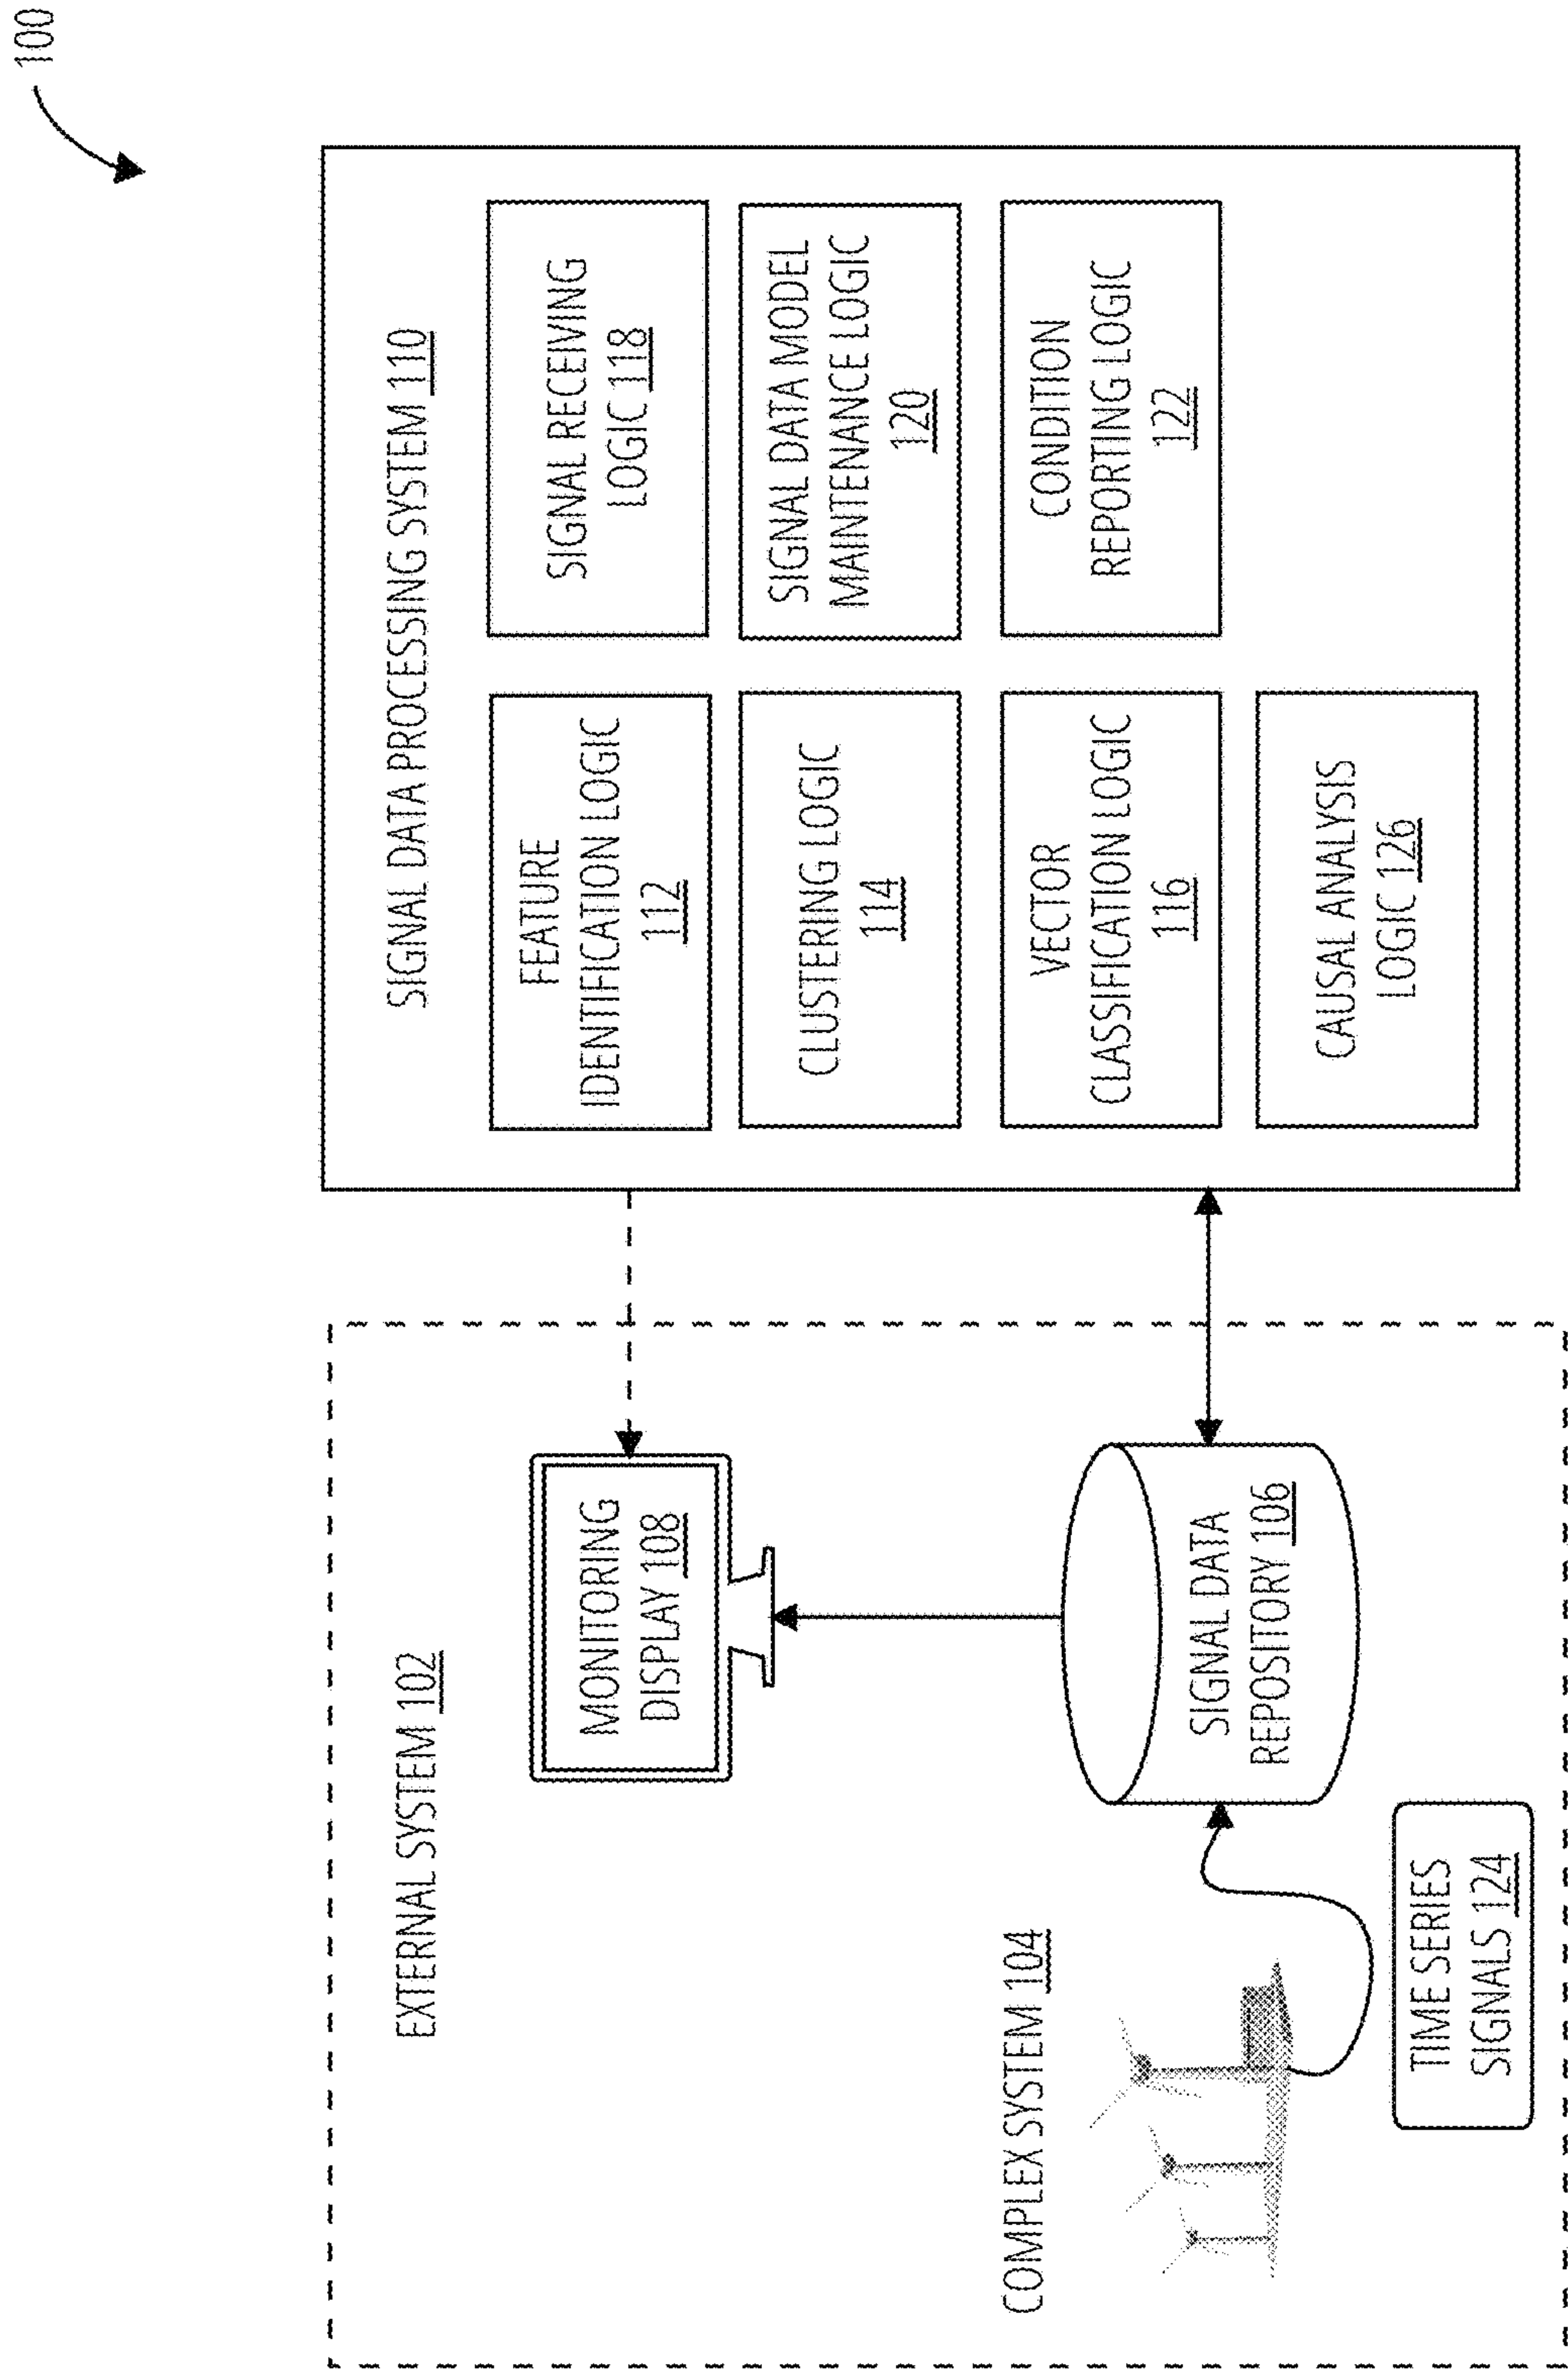 100
EXTERNAL SYSTEM 102
MONITORING
DISPLAY 108
COMPLEX SYSTEM 104
SIGNAL DATA
REPOSITORY 106
TIME SERIES
SIGNALS 124
SIGNAL DATA PROCESSING SYSTEM 110
FEATURE
IDENTIFICATION LOGIC
112
SIGNAL RECEIVING
LOGIC 118
CLUSTERING LOGIC
114
SIGNAL DATA MODEL
MAINTENANCE LOGIC
120
VECTOR
CLASSIFICATION LOGIC
116
CONDITION
REPORTING LOGIC
122
CAUSAL ANALYSIS
LOGIC 126